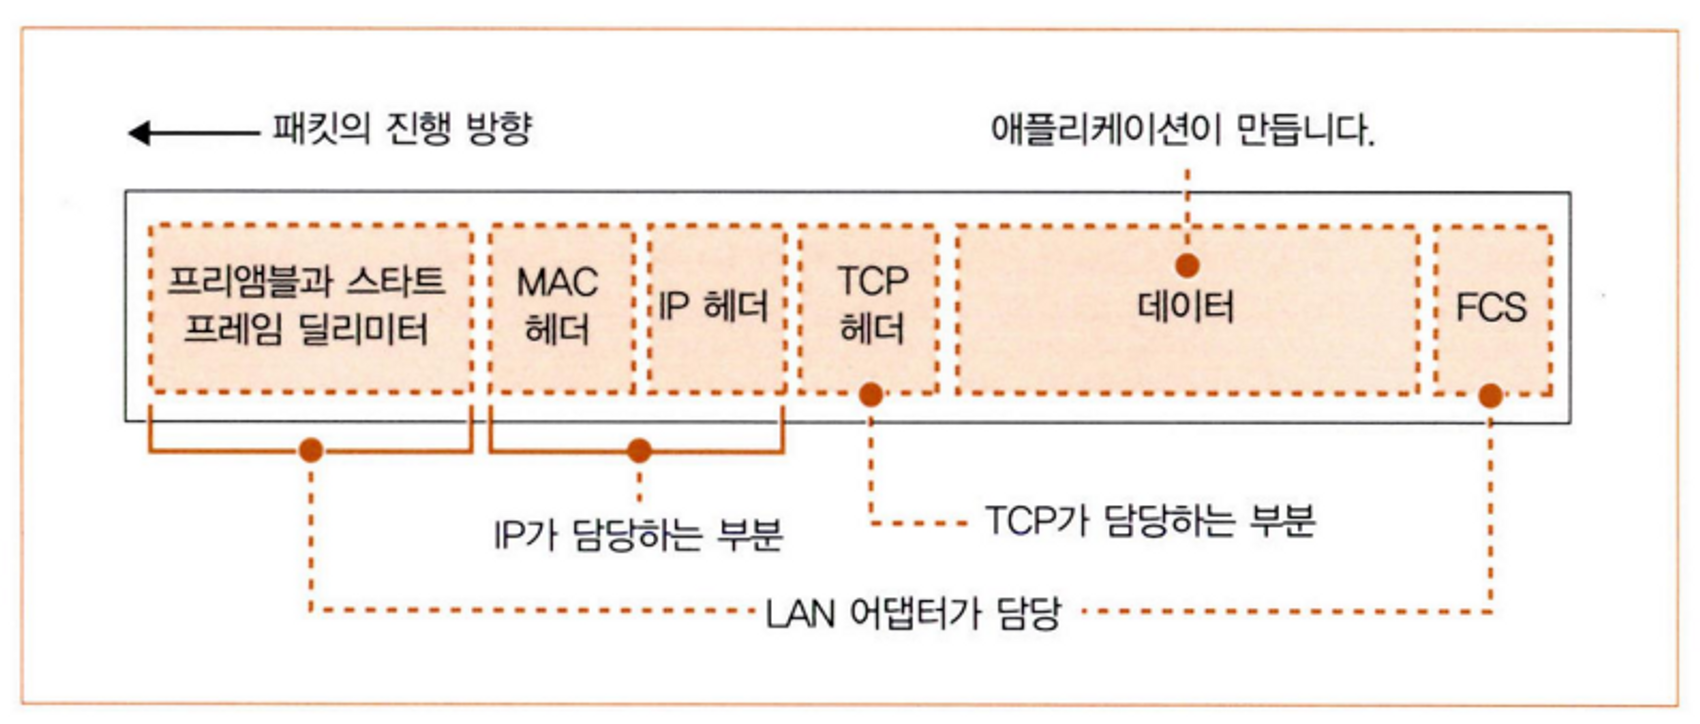 패킷의 진행 방향
애플리케이션이 만듭니다.
프리앰블과 스타트
프레임 딜리미터
MAC
헤더
IP 헤더
TCP
헤더
데이터
FCS
IP가 담당하는 부분
TCP가 담당하는 부분
LAN 어댑터가 담당